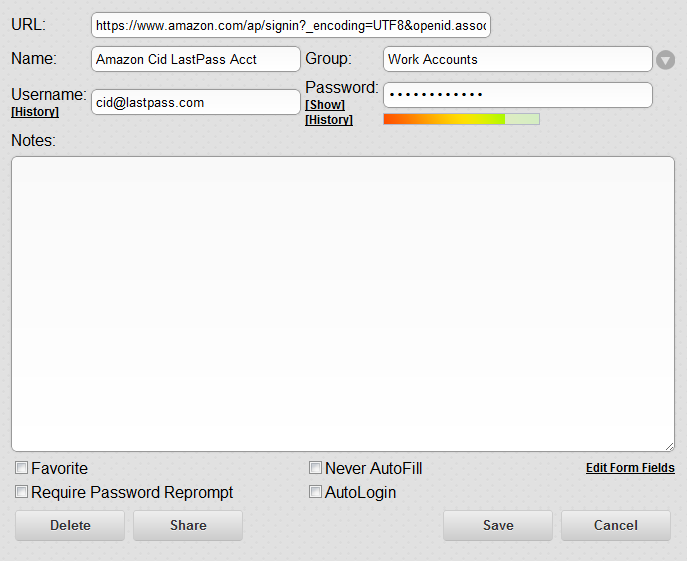 URL: https://www.amazon.com/ap/signin?_encoding=UTF8&openid.assoc
Name: Amazon Cid LastPass Acct Group: Work Accounts
Username: cid@lastpass.com Password: ••••••••••••
[History] [Show]
[History]
Notes:
Favorite Never AutoFill Edit Form Fields
Require Password Reprompt AutoLogin
Delete Share Save Cancel